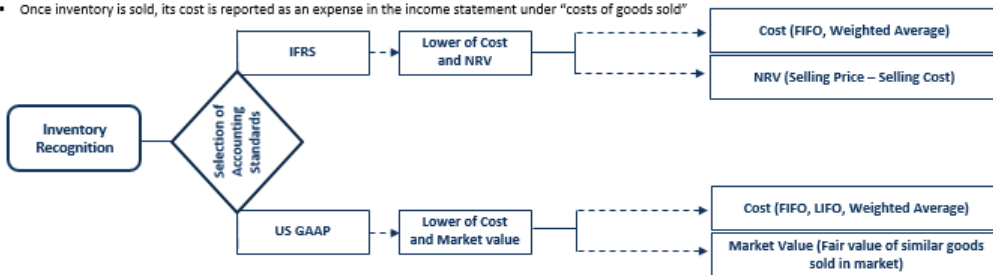 ▪ Once inventory is sold, its cost is reported as an expense in the income statement under “costs of goods sold”
Inventory
Recognition
Selection of
Accounting
Standards
IFRS
Lower of Cost
and NRV
Cost (FIFO, Weighted Average)
NRV (Selling Price – Selling Cost)
US GAAP
Lower of Cost
and Market value
Cost (FIFO, LIFO, Weighted Average)
Market Value (Fair value of similar goods
sold in market)